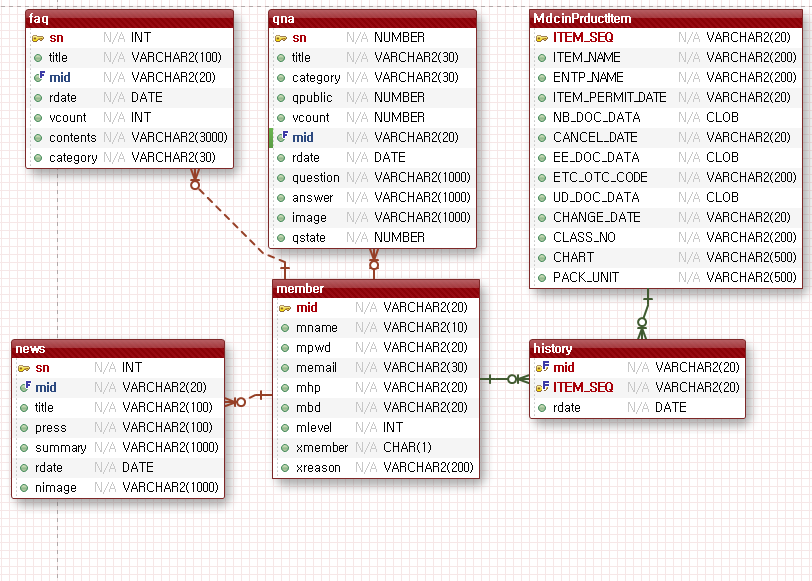 faq
sn N/A INT
title N/A VARCHAR2(100)
mid N/A VARCHAR2(20)
rdate N/A DATE
vcount N/A INT
contents N/A VARCHAR2(3000)
category N/A VARCHAR2(30)
qna
sn N/A NUMBER
title N/A VARCHAR2(30)
category N/A VARCHAR2(30)
qpublic N/A NUMBER
vcount N/A NUMBER
mid N/A VARCHAR2(20)
rdate N/A DATE
question N/A VARCHAR2(1000)
answer N/A VARCHAR2(1000)
image N/A VARCHAR2(1000)
qstate N/A NUMBER
MdcinPrductItem
ITEM_SEQ N/A VARCHAR2(20)
ITEM_NAME N/A VARCHAR2(200)
ENTP_NAME N/A VARCHAR2(200)
ITEM_PERMIT_DATE N/A VARCHAR2(20)
NB_DOC_DATA N/A CLOB
CANCEL_DATE N/A VARCHAR2(20)
EE_DOC_DATA N/A CLOB
ETC_OTC_CODE N/A VARCHAR2(200)
UD_DOC_DATA N/A CLOB
CHANGE_DATE N/A VARCHAR2(20)
CLASS_NO N/A VARCHAR2(200)
CHART N/A VARCHAR2(500)
PACK_UNIT N/A VARCHAR2(500)
member
mid N/A VARCHAR2(20)
mname N/A VARCHAR2(10)
mpwd N/A VARCHAR2(20)
memail N/A VARCHAR2(30)
mhp N/A VARCHAR2(20)
mbd N/A VARCHAR2(20)
mlevel N/A INT
xmember N/A CHAR(1)
xreason N/A VARCHAR2(200)
news
sn N/A INT
mid N/A VARCHAR2(20)
title N/A VARCHAR2(100)
press N/A VARCHAR2(100)
summary N/A VARCHAR2(1000)
rdate N/A DATE
nimage N/A VARCHAR2(1000)
history
mid N/A VARCHAR2(20)
ITEM_SEQ N/A VARCHAR2(20)
rdate N/A DATE